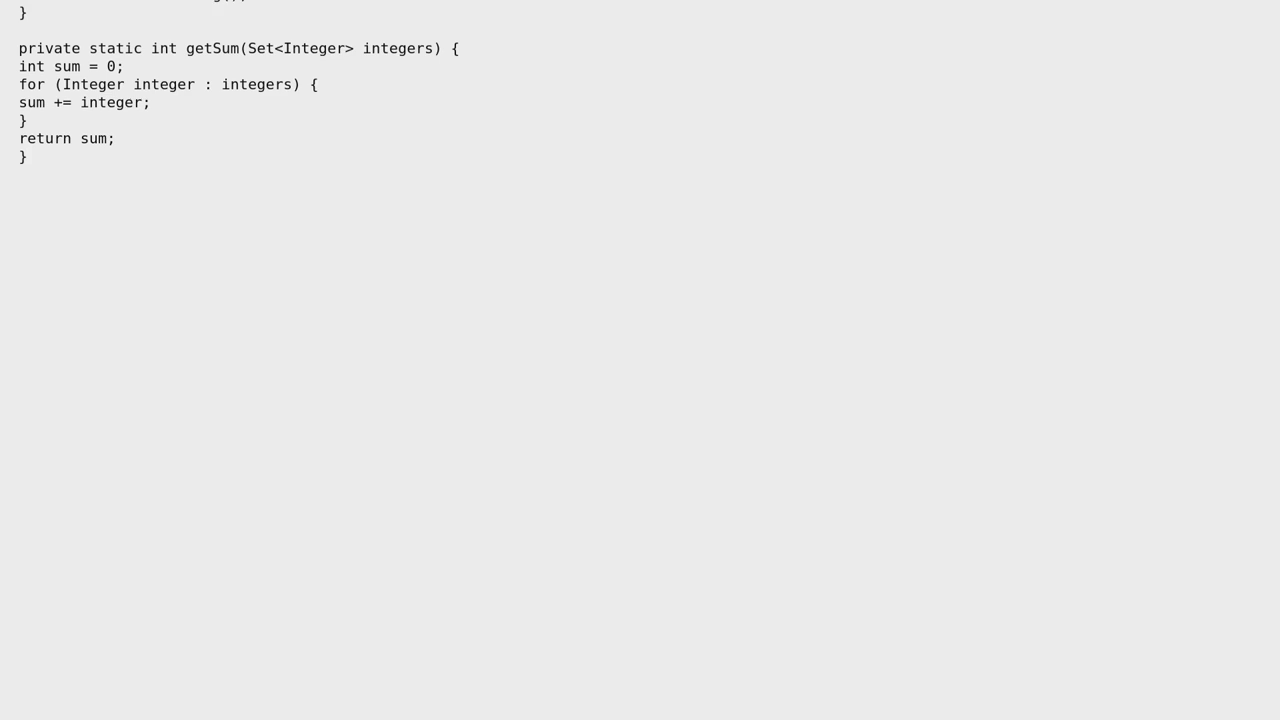 }
private static int getSum(Set<Integer> integers) {
int sum = 0;
for (Integer integer : integers) {
sum += integer;
}
return sum;
}